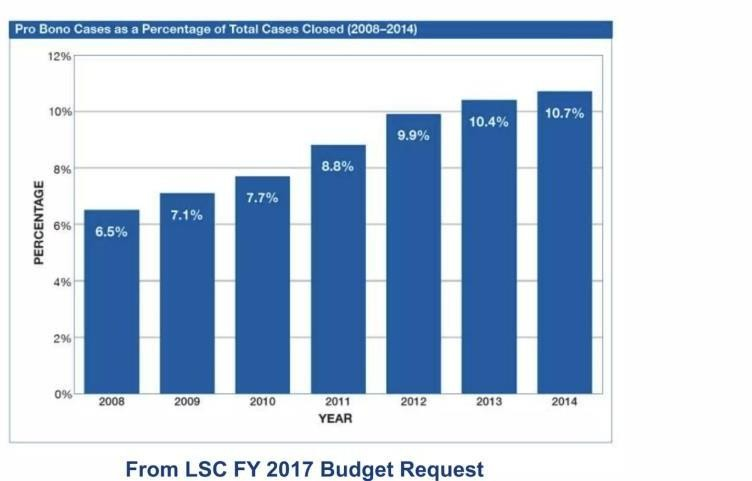 Pro Bono Cases as a Percentage of Total Cases Closed (2008–2014)
12%
10%
8%
6%
4%
2%
0%
PERCENTAGE
6.5%
7.1%
7.7%
8.8%
9.9%
10.4%
10.7%
2008 2009 2010 2011 2012 2013 2014
YEAR
From LSC FY 2017 Budget Request